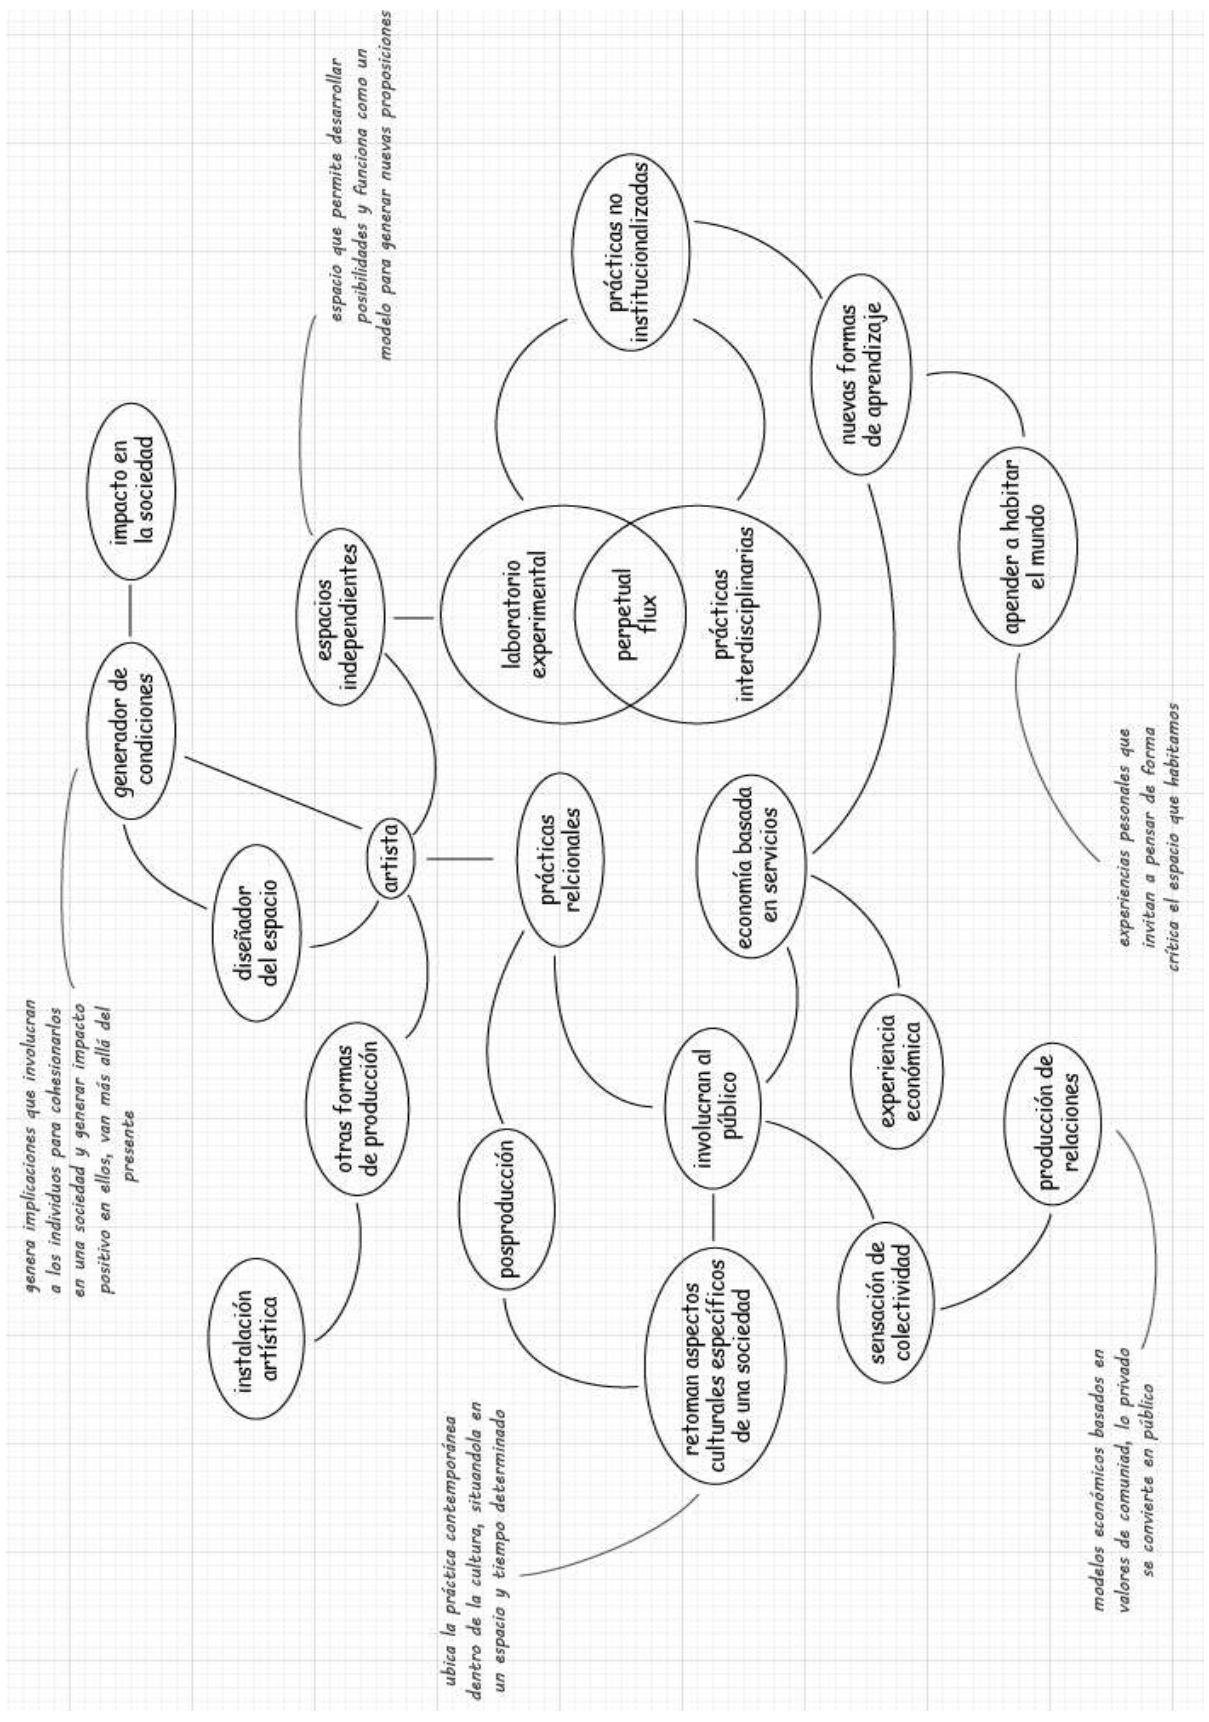 genera implicaciones que involucran
a los individuos para cohesionarlos
en una sociedad y generar impacto
positivo en ellos, van más allá del
presente
generador de
condiciones
impacto en
la sociedad
instalación
artística
diseñador
del espacio
otras formas
de producción
artista
espacios
independientes
espacio que permite desarrollar
posibilidades y funciona como un
modelo para generar nuevas proposiciones
ubica la práctica contemporánea
dentro de la cultura, situandola en
un espacio y tiempo determinado
posproducción
prácticas
relcionales
laboratorio
experimental
perpetual
flux
prácticas
interdisciplinarias
prácticas no
institucionalizadas
retoman aspectos
culturales específicos
de una sociedad
involucran al
público
economía basada
en servicios
nuevas formas
de aprendizaje
sensación de
colectividad
experiencia
económica
apender a habitar
el mundo
producción de
relaciones
modelos económicos basados en
valores de comuniad, lo privado
se convierte en público
experiencias pesonales que
invitan a pensar de forma
crítica el espacio que habitamos